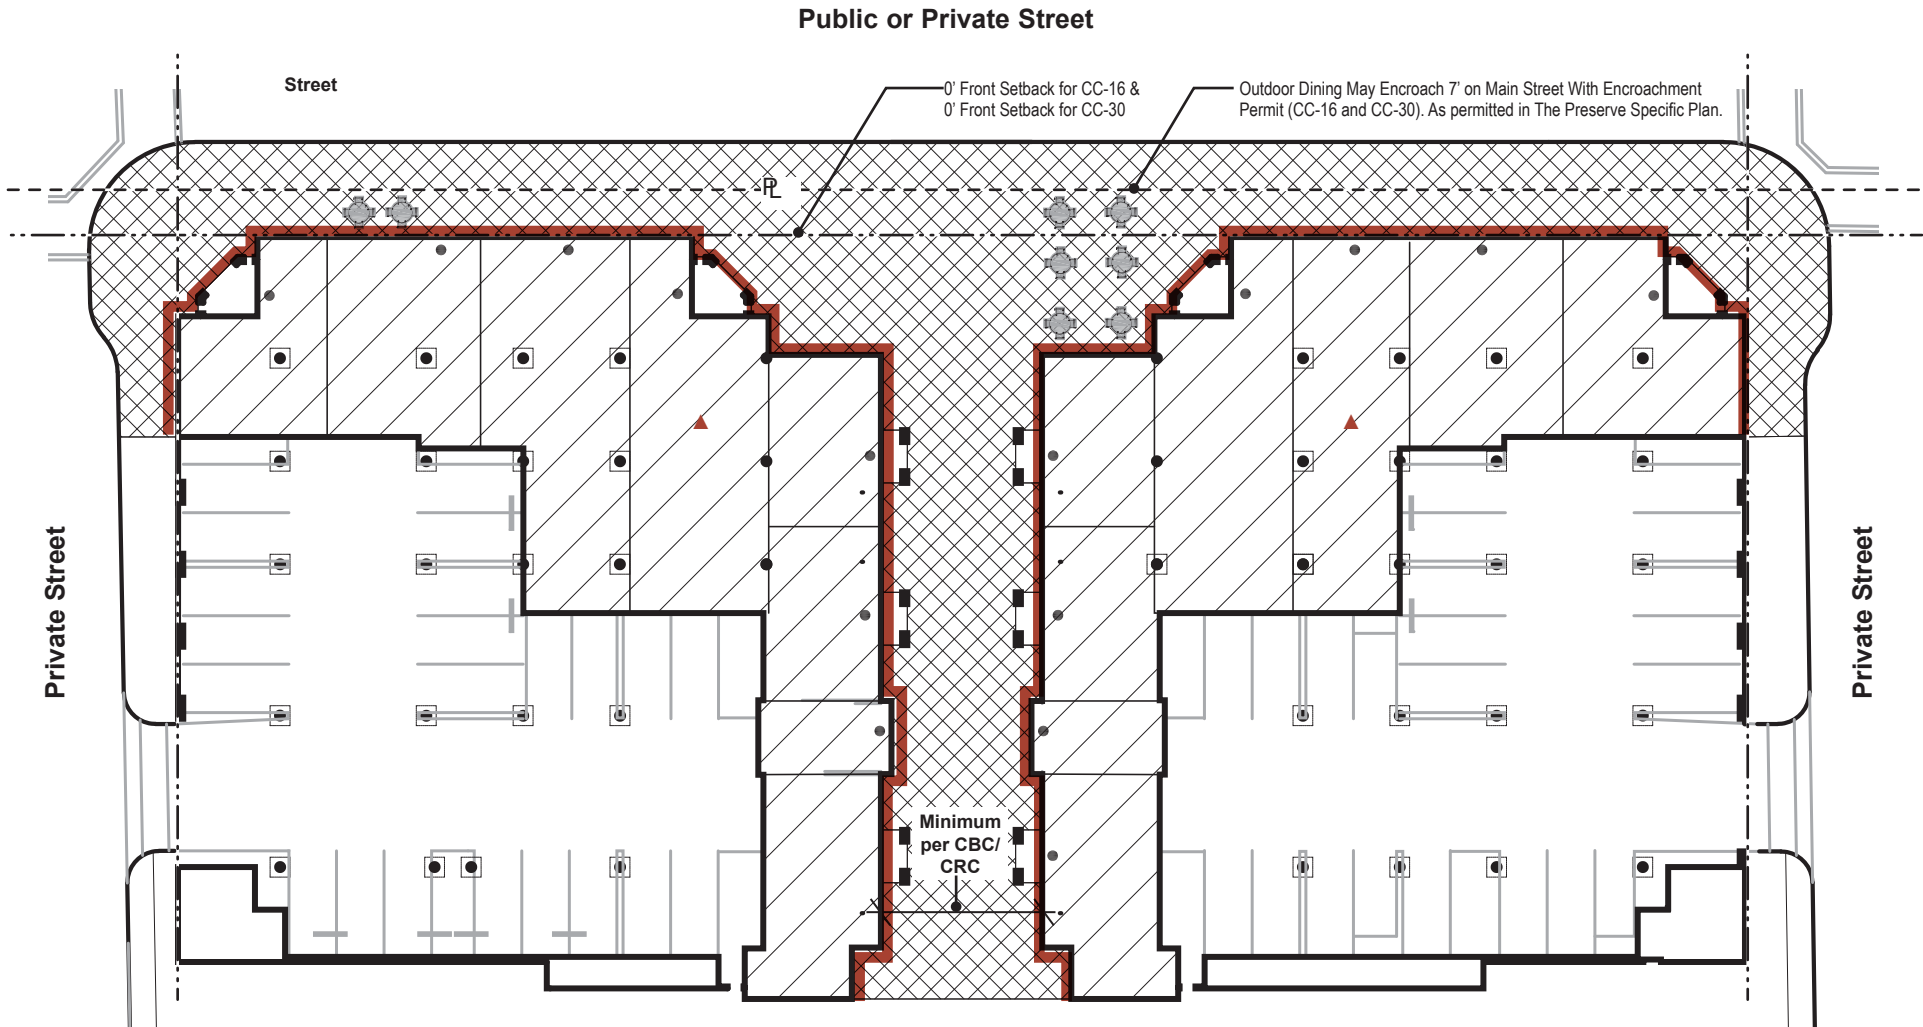 Public or Private Street
Street
0' Front Setback for CC-16 &
0' Front Setback for CC-30
Outdoor Dining May Encroach 7' on Main Street With Encroachment
Permit (CC-16 and CC-30). As permitted in The Preserve Specific Plan.
PL
Private Street
Private Street
Minimum
per CBC/
CRC